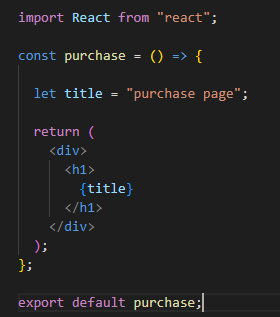 import React from "react";
const purchase = () => {
let title = "purchase page";
return (
<div>
<h1>
{title}
</h1>
</div>
);
};
export default purchase;